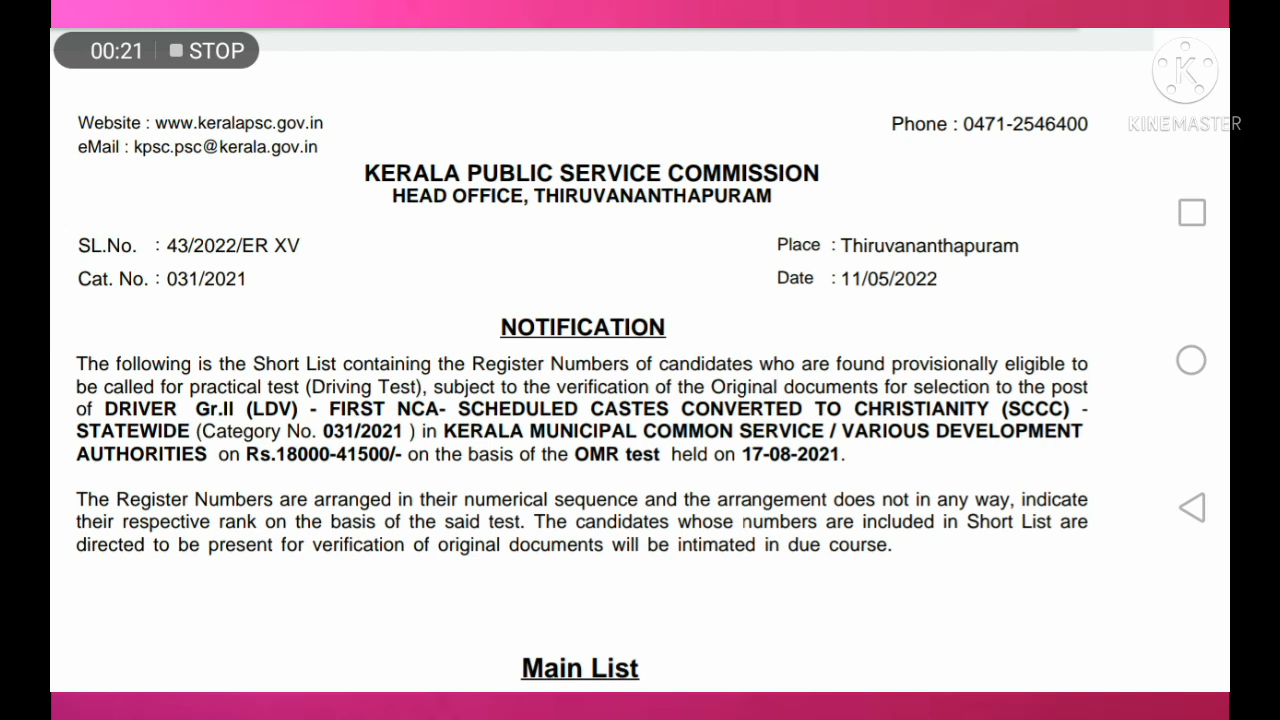 00:21 STOP
K
KINEMASTER
Website : www.keralapsc.gov.in
Phone : 0471-2546400
eMail : kpsc.psc@kerala.gov.in
KERALA PUBLIC SERVICE COMMISSION
HEAD OFFICE, THIRUVANANTHAPURAM
SL.No. : 43/2022/ER XV
Place : Thiruvananthapuram
Cat. No. : 031/2021
Date : 11/05/2022
NOTIFICATION
The following is the Short List containing the Register Numbers of candidates who are found provisionally eligible to
be called for practical test (Driving Test), subject to the verification of the Original documents for selection to the post
of DRIVER Gr.II (LDV) - FIRST NCA- SCHEDULED CASTES CONVERTED TO CHRISTIANITY (SCCC) -
STATEWIDE (Category No. 031/2021 ) in KERALA MUNICIPAL COMMON SERVICE / VARIOUS DEVELOPMENT
AUTHORITIES on Rs.18000-41500/- on the basis of the OMR test held on 17-08-2021.
The Register Numbers are arranged in their numerical sequence and the arrangement does not in any way, indicate
their respective rank on the basis of the said test. The candidates whose numbers are included in Short List are
directed to be present for verification of original documents will be intimated in due course.
Main List